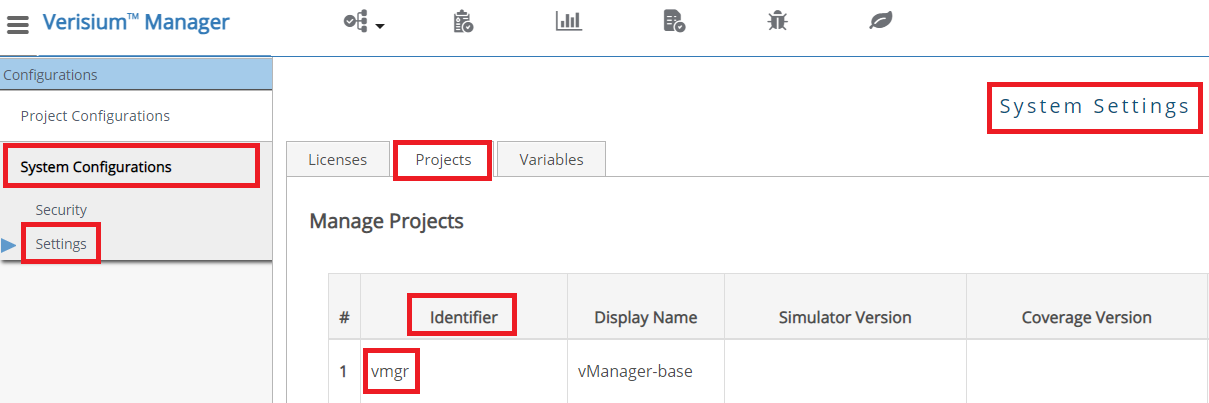 Verisium™ Manager
Configurations
Project Configurations
System Settings
System Configurations
Licenses Projects Variables
Security
Manage Projects
Settings
# Identifier Display Name Simulator Version Coverage Version
1 vmgr vManager-base